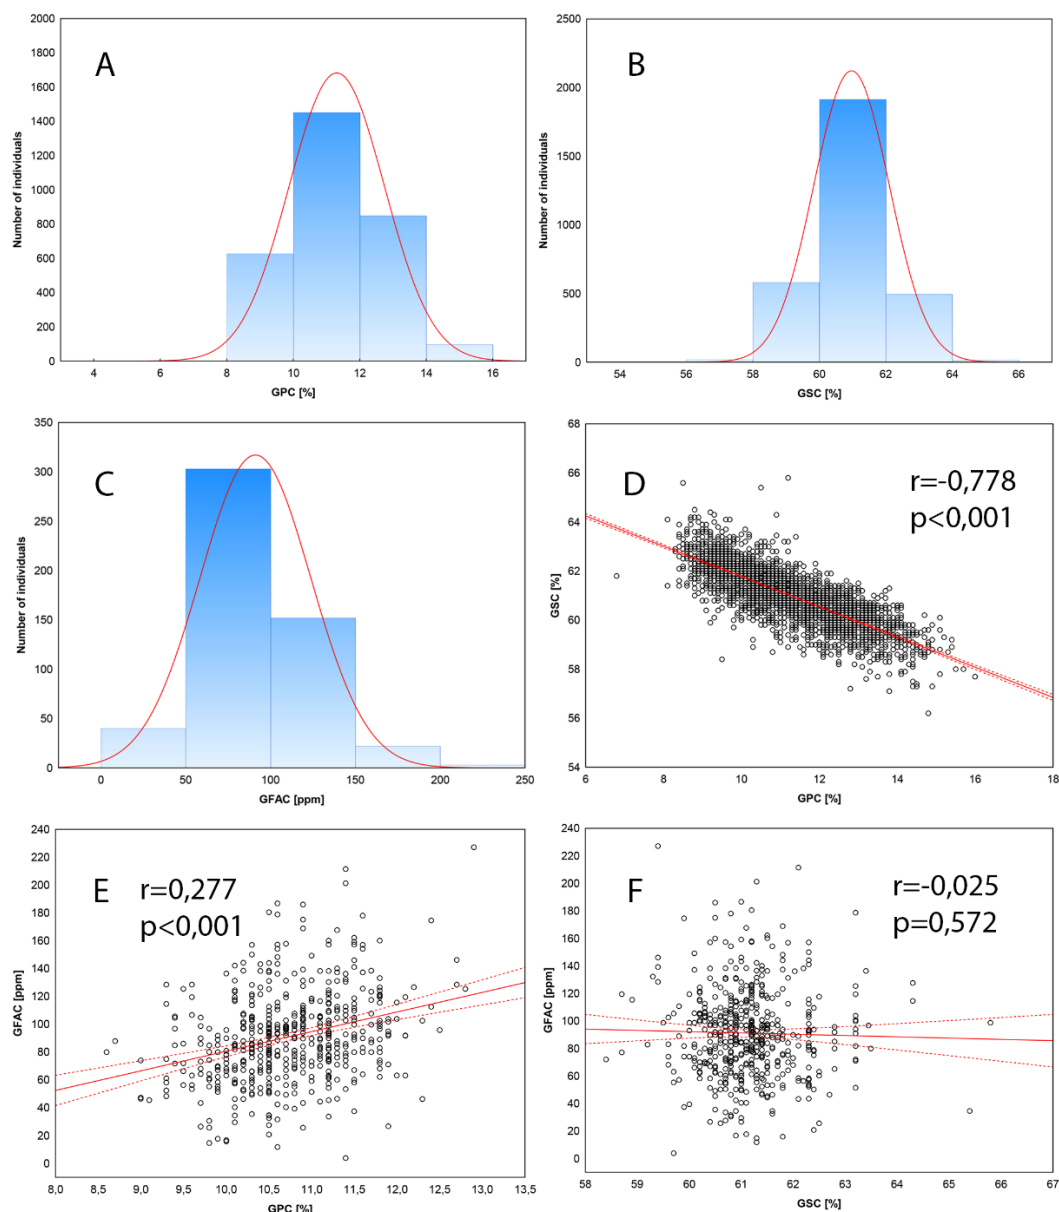 A
Number of individuals
2000
1800
1600
1400
1200
1000
800
600
400
200
0
4 6 8 10 12 14 16
GPC [%]
B
Number of individuals
2500
2000
1500
1000
500
0
54 56 58 60 62 64 66
GSC [%]
C
Number of individuals
350
300
250
200
150
100
50
0
0 50 100 150 200 250
GFAC [ppm]
D
r=-0,778
p<0,001
GSC [%]
68
66
64
62
60
58
56
54
6 8 10 12 14 16 18
GPC [%]
E
r=0,277
p<0,001
GFAC [ppm]
240
220
200
180
160
140
120
100
80
60
40
20
0
8,0 8,5 9,0 9,5 10,0 10,5 11,0 11,5 12,0 12,5 13,0 13,5
GPC [%]
F
r=-0,025
p=0,572
GFAC [ppm]
240
220
200
180
160
140
120
100
80
60
40
20
0
58 59 60 61 62 63 64 65 66 67
GSC [%]